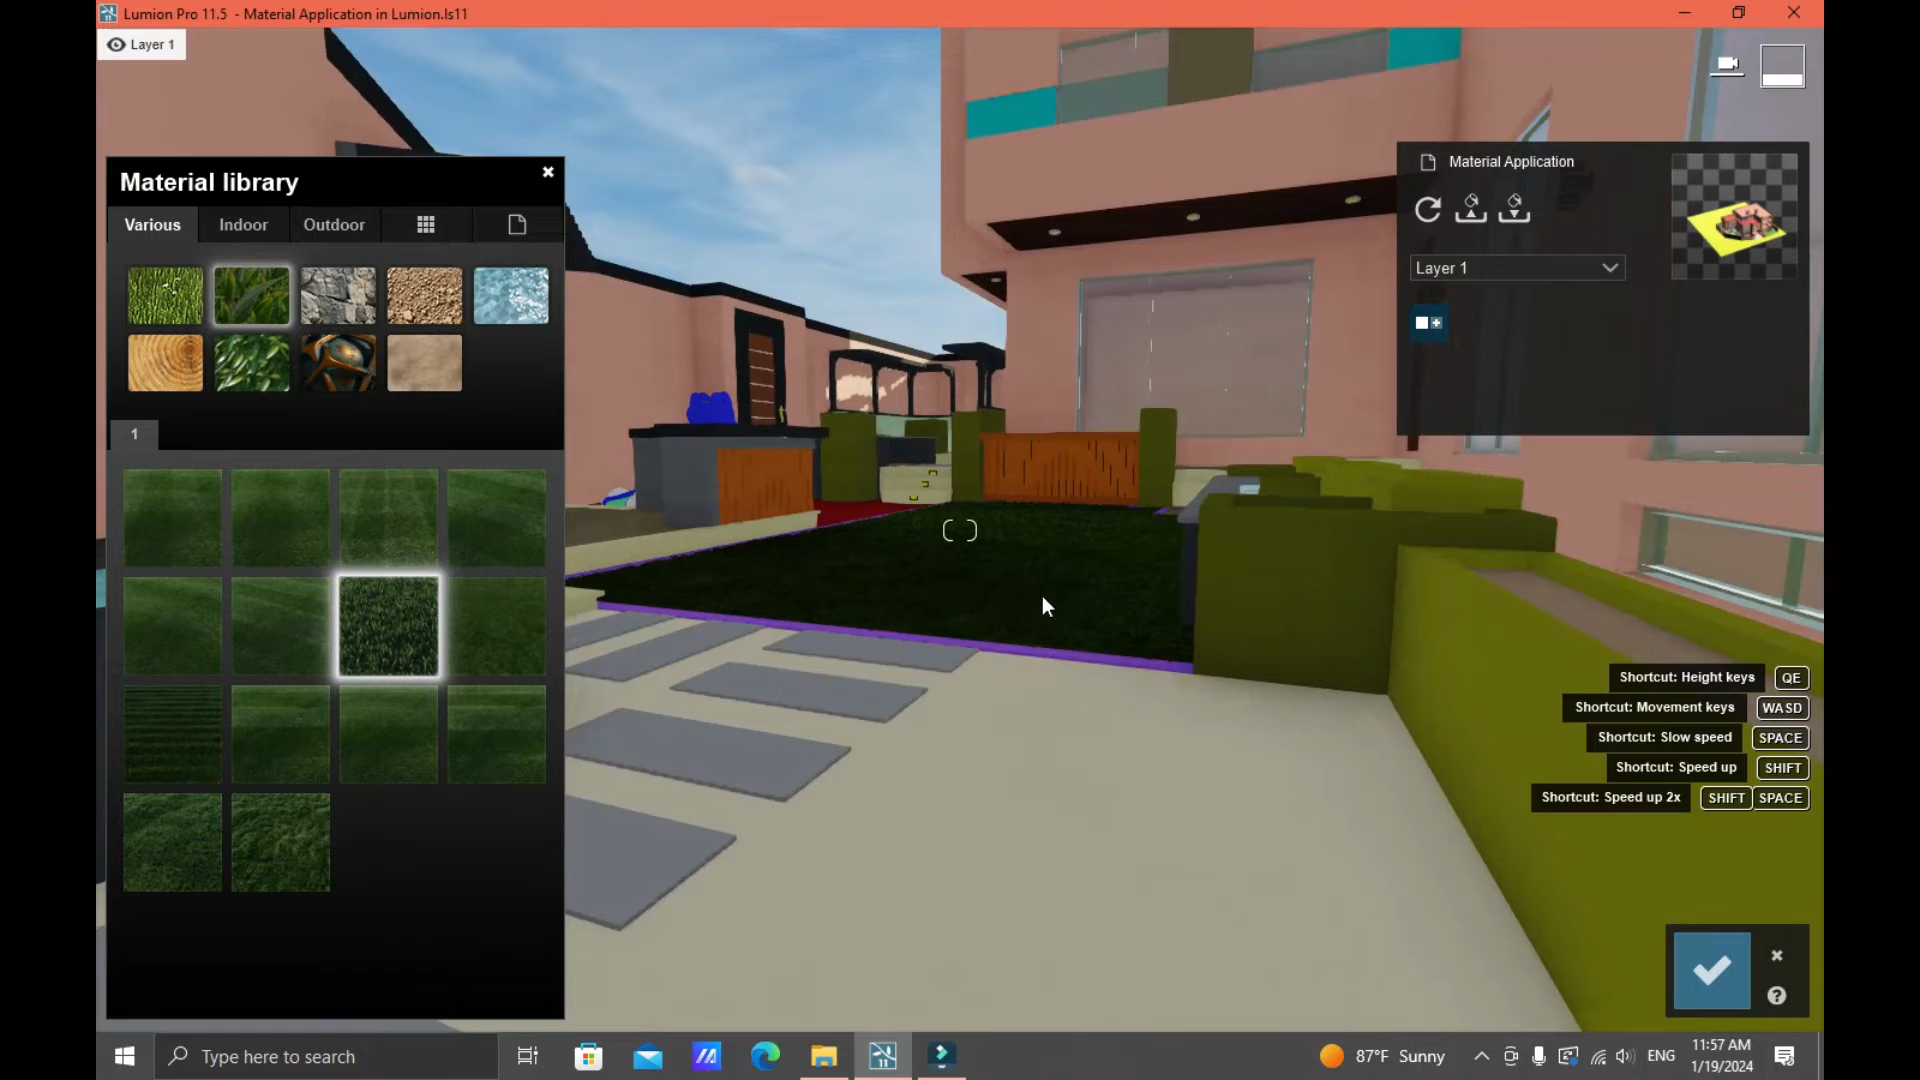 Lumion Pro 11.5 - Material Application in Lumion.ls11
Layer 1
Material library
Various Indoor Outdoor
1
Material Application
Layer 1
Shortcut: Height keys QE
Shortcut: Movement keys WASD
Shortcut: Slow speed SPACE
Shortcut: Speed up SHIFT
Shortcut: Speed up 2x SHIFT SPACE
Type here to search
87°F Sunny
ENG
11:57 AM
1/19/2024